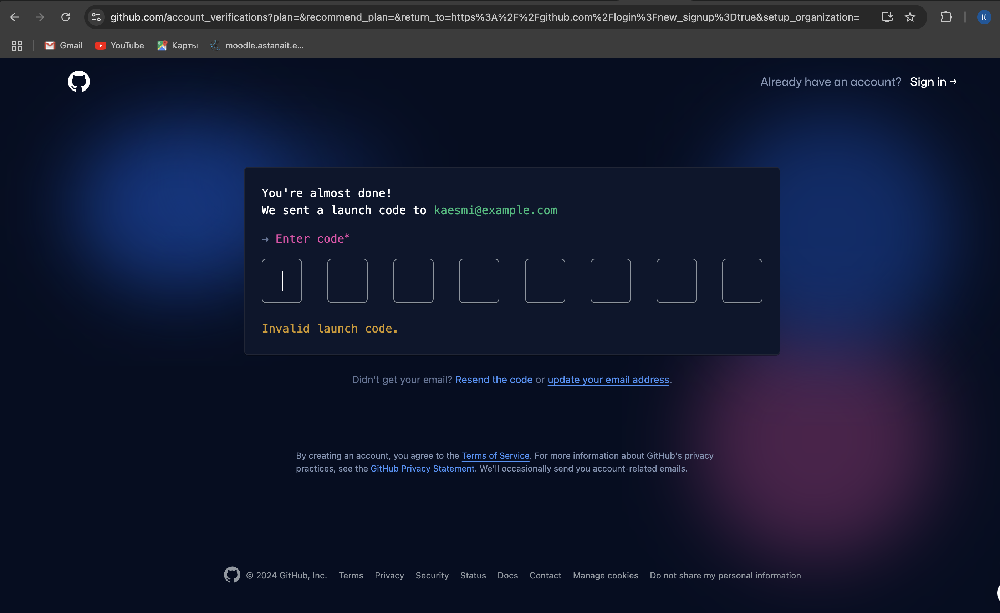 github.com/account_verifications?plan=&recommend_plan=&return_to=https%3A%2F%2Fgithub.com%2Flogin%3Fnew_signup%3Dtrue&setup_organization=
K
Gmail
YouTube
Карты
moodle.astanait.e...
Already have an account? Sign in →
You're almost done!
We sent a launch code to kaesmi@example.com
→ Enter code*
Invalid launch code.
Didn't get your email? Resend the code or update your email address.
By creating an account, you agree to the Terms of Service. For more information about GitHub's privacy
practices, see the GitHub Privacy Statement. We'll occasionally send you account-related emails.
© 2024 GitHub, Inc. Terms Privacy Security Status Docs Contact Manage cookies Do not share my personal information